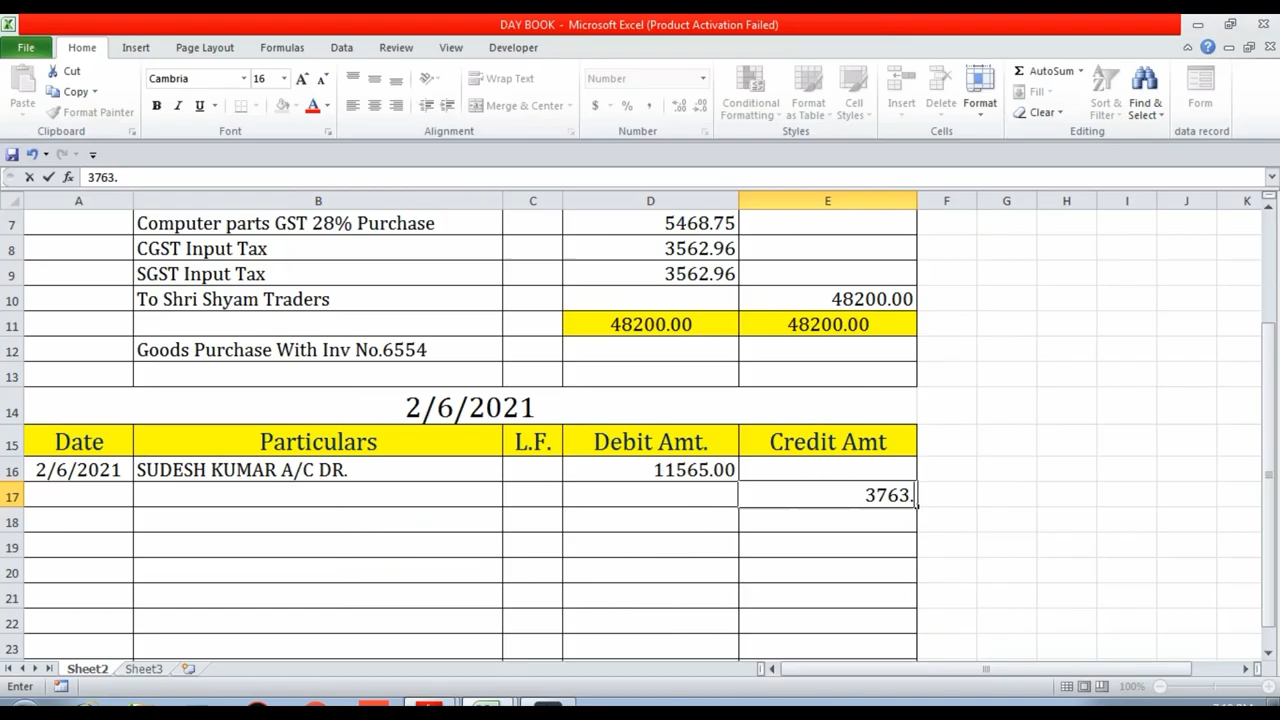 DAY BOOK - Microsoft Excel (Product Activation Failed)
File Home Insert Page Layout Formulas Data Review View Developer
Cut
Copy
Format Painter
Paste
Clipboard
Cambria 16
B I U
Font
Wrap Text
Merge & Center
Alignment
Number
$ % ,
Number
Conditional Formatting
Format as Table
Cell Styles
Styles
Insert Delete Format
Cells
AutoSum
Fill
Clear
Sort & Filter
Find & Select
Editing
Form
data record
fx 3763.
A B C D E F G H I J K
7 Computer parts GST 28% Purchase 5468.75
8 CGST Input Tax 3562.96
9 SGST Input Tax 3562.96
10 To Shri Shyam Traders 48200.00
11 48200.00 48200.00
12 Goods Purchase With Inv No.6554
13
14 2/6/2021
15 Date Particulars L.F. Debit Amt. Credit Amt
16 2/6/2021 SUDESH KUMAR A/C DR. 11565.00
17 3763.
18
19
20
21
22
23
Sheet2 Sheet3
Enter 100%